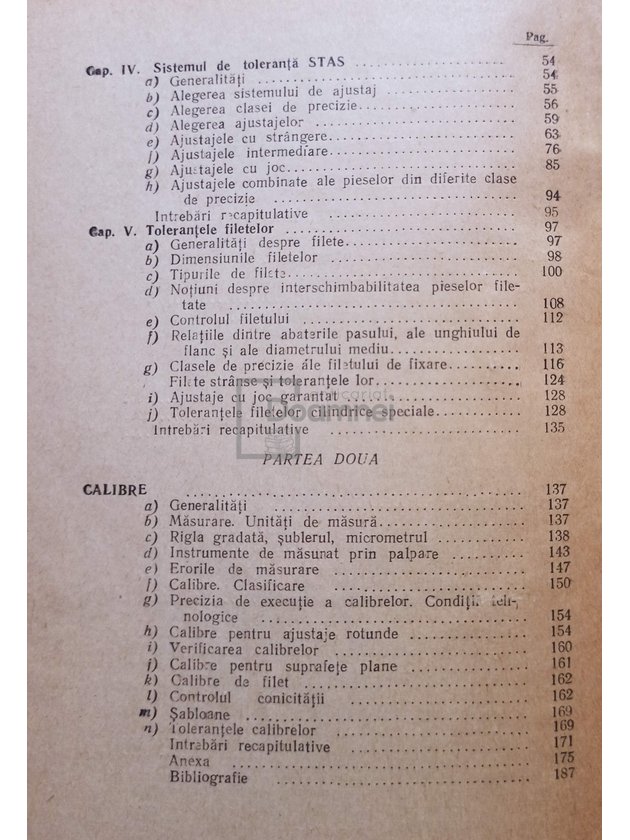 Pag.
Cap. IV. Sistemul de toleranță STAS ........ 54
a) Generalități ........ 54
b) Alegerea sistemului de ajustaj ........ 55
c) Alegerea clasei de precizie ........ 56
d) Alegerea ajustajelor ........ 59
e) Ajustajele cu strângere ........ 63
f) Ajustajele intermediare ........ 76
g) Ajustajele cu joc ........ 85
h) Ajustajele combinate ale pieselor din diferite clase
de precizie ........ 94
Intrebări recapitulative ........ 95
Cap. V. Toleranțele filetelor ........ 97
a) Generalități despre filete ........ 97
b) Dimensiunile filetelor ........ 98
c) Tipurile de filete ........ 100
d) Noțiuni despre interschimbabilitatea pieselor file-
tate ........ 108
e) Controlul filetului ........ 112
f) Relațiile dintre abaterile pasului, ale unghiului de
flanc și ale diametrului mediu ........ 113
g) Clasele de precizie ale filetului de fixare ........ 116
Filete strânse și toleranțele lor ........ 124
i) Ajustaje cu joc garantat ........ 128
j) Toleranțele filetelor cilindrice speciale ........ 128
Intrebări recapitulative ........ 135
PARTEA DOUA
CALIBRE ........ 137
a) Generalități ........ 137
b) Măsurare. Unități de măsură ........ 137
c) Rigla gradată, șublerul, micrometrul ........ 138
d) Instrumente de măsurat prin palpare ........ 143
e) Erorile de măsurare ........ 147
f) Calibre. Clasificare ........ 150
g) Precizia de execuție a calibrelor. Condiții teh-
nologice ........ 154
h) Calibre pentru ajustaje rotunde ........ 154
i) Verificarea calibrelor ........ 160
j) Calibre pentru suprafețe plane ........ 161
k) Calibre de filet ........ 162
l) Controlul conicității ........ 162
m) Șabloane ........ 169
n) Toleranțele calibrelor ........ 169
Intrebări recapitulative ........ 171
Anexa ........ 175
Bibliografie ........ 187